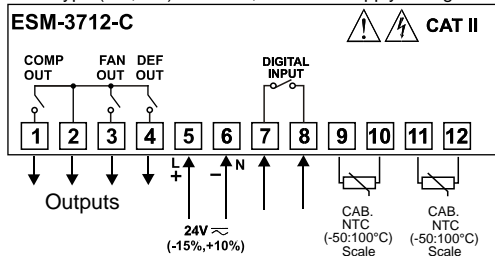 ESM-3712-C
CAT II
COMP OUT
FAN OUT
DEF OUT
DIGITAL INPUT
1 2 3 4 5 6 7 8 9 10 11 12
L
+
–
N
Outputs
24V
(-15%,+10%)
CAB.
NTC
(-50:100°C)
Scale
CAB.
NTC
(-50:100°C)
Scale